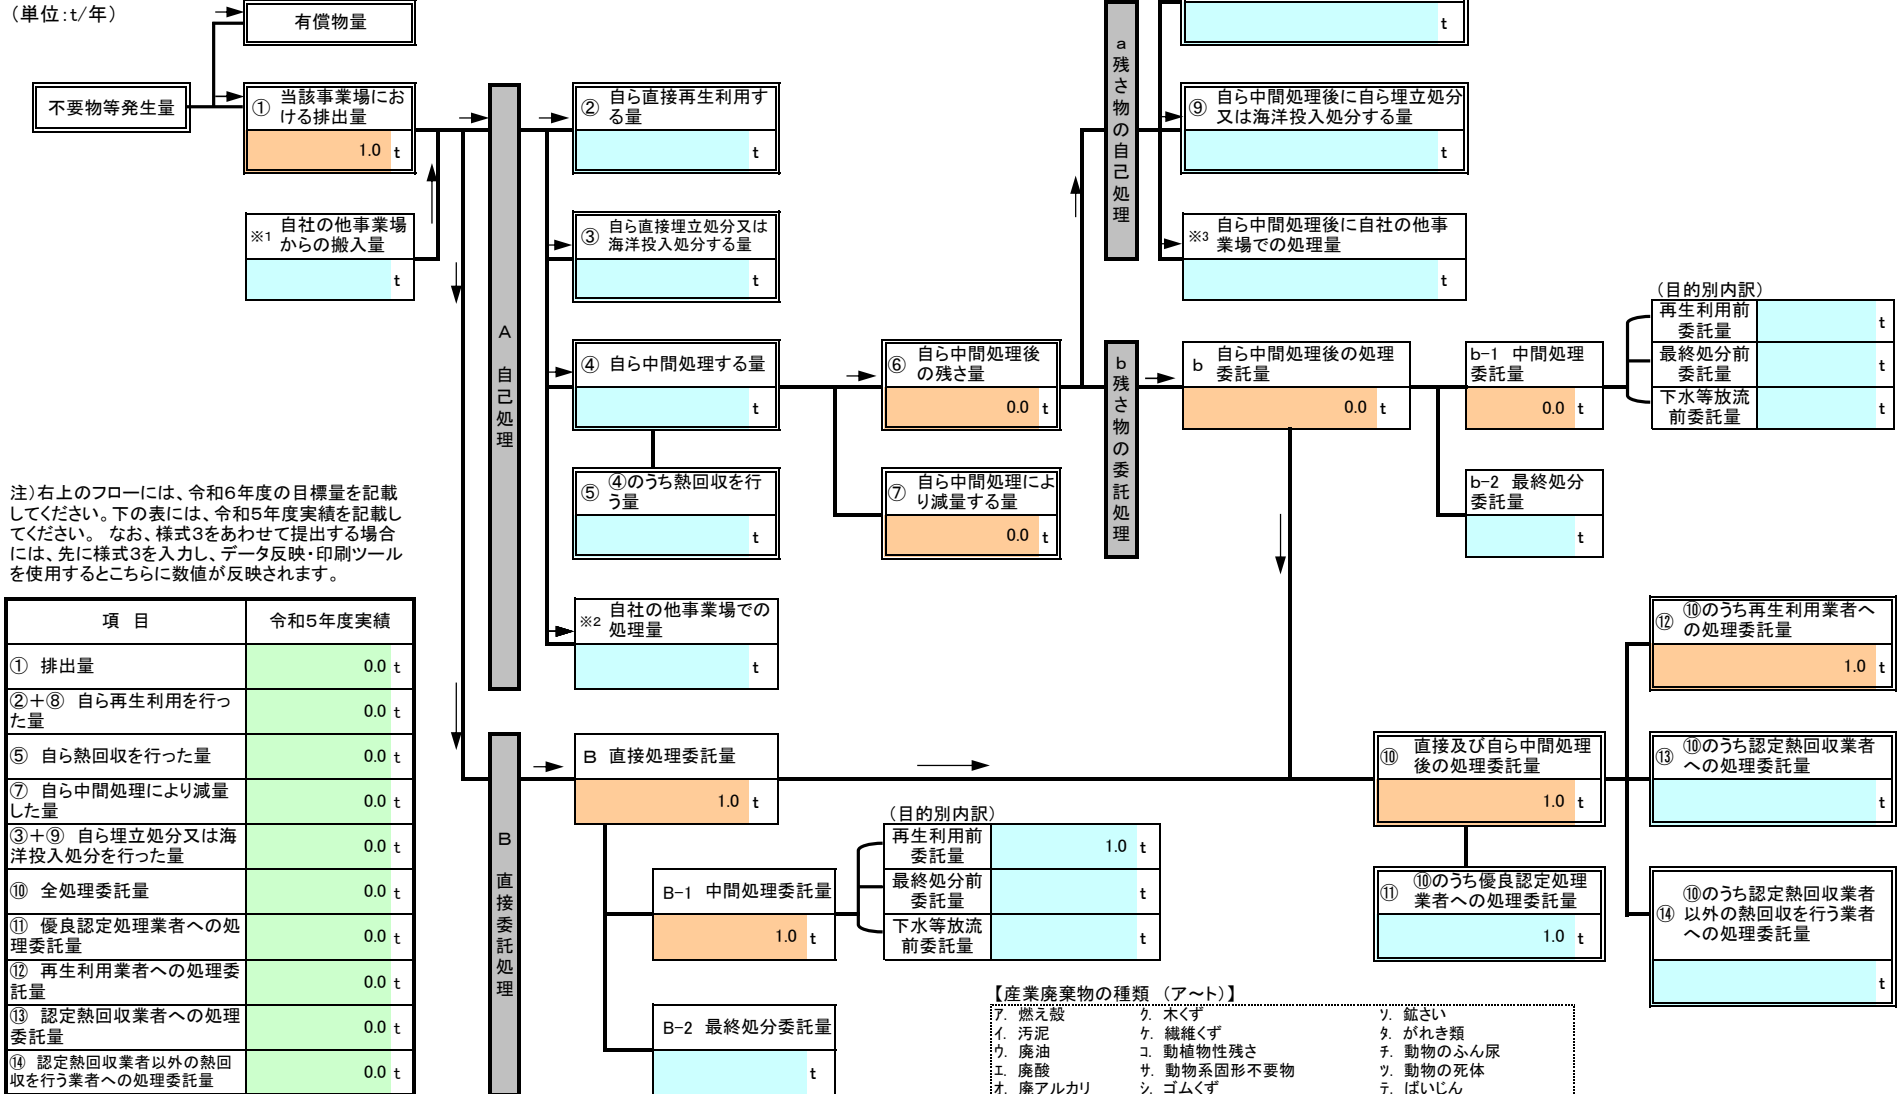 （単位:t/年）
有償物量
不要物等発生量
① 当該事業場にお
ける排出量
1.0 t
※1 自社の他事業場
からの搬入量
t
A 自己処理
② 自ら直接再生利用す
る量
t
③ 自ら直接埋立処分又は
海洋投入処分する量
t
④ 自ら中間処理する量
t
⑤ ④のうち熱回収を行
う量
t
※2 自社の他事業場での
処理量
t
⑥ 自ら中間処理後
の残さ量
0.0 t
⑦ 自ら中間処理によ
り減量する量
0.0 t
a 残さ物の自己処理
t
⑨ 自ら中間処理後に自ら埋立処分
又は海洋投入処分する量
t
※3 自ら中間処理後に自社の他事
業場での処理量
t
b 残さ物の委託処理
b 自ら中間処理後の処理
委託量
0.0 t
b-1 中間処理
委託量
0.0 t
b-2 最終処分
委託量
t
（目的別内訳）
再生利用前
委託量
t
最終処分前
委託量
t
下水等放流
前委託量
t
注）右上のフローには、令和6年度の目標量を記載
してください。下の表には、令和5年度実績を記載し
てください。 なお、様式3をあわせて提出する場合
には、先に様式3を入力し、データ反映・印刷ツール
を使用するとこちらに数値が反映されます。
項 目 令和5年度実績
① 排出量 0.0 t
②+⑧ 自ら再生利用を行っ
た量 0.0 t
⑤ 自ら熱回収を行った量 0.0 t
⑦ 自ら中間処理により減量
した量 0.0 t
③+⑨ 自ら埋立処分又は海
洋投入処分を行った量 0.0 t
⑩ 全処理委託量 0.0 t
⑪ 優良認定処理業者への処
理委託量 0.0 t
⑫ 再生利用業者への処理委
託量 0.0 t
⑬ 認定熱回収業者への処理
委託量 0.0 t
⑭ 認定熱回収業者以外の熱回
収を行う業者への処理委託量 0.0 t
B 直接委託処理
B 直接処理委託量
1.0 t
B-1 中間処理委託量
1.0 t
B-2 最終処分委託量
t
（目的別内訳）
再生利用前
委託量
1.0 t
最終処分前
委託量
t
下水等放流
前委託量
t
⑩ 直接及び自ら中間処理
後の処理委託量
1.0 t
⑪ ⑩のうち優良認定処理
業者への処理委託量
1.0 t
⑫ ⑩のうち再生利用業者へ
の処理委託量
1.0 t
⑬ ⑩のうち認定熱回収業者
への処理委託量
t
⑭ ⑩のうち認定熱回収業者
以外の熱回収を行う業者
への処理委託量
t
【産業廃棄物の種類 （ア～ト）】
ア. 燃え殻 ク. 木くず ソ. 鉱さい
イ. 汚泥 ケ. 繊維くず タ. がれき類
ウ. 廃油 コ. 動植物性残さ チ. 動物のふん尿
エ. 廃酸 サ. 動物系固形不要物 ツ. 動物の死体
オ. 廃アルカリ シ. ゴムくず テ. ばいじん